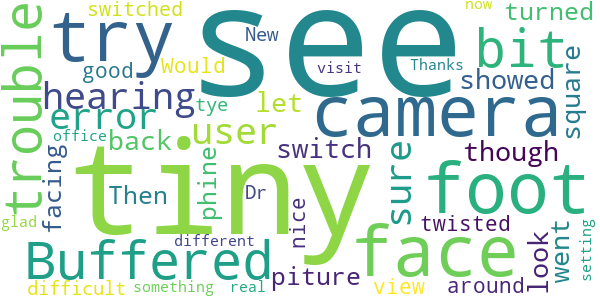 switched
New
see
now
turned
try
visit
Thanks
bit
good
Would
camera
showed
trouble
hearing
error
tye
let
square
office
back
user
switch
though
facing
phine
tiny
Dr
sure
foot
Then
nice
face
twisted
look
went
setting
glad
different
Buffered
piture
view
around
difficult
something
real